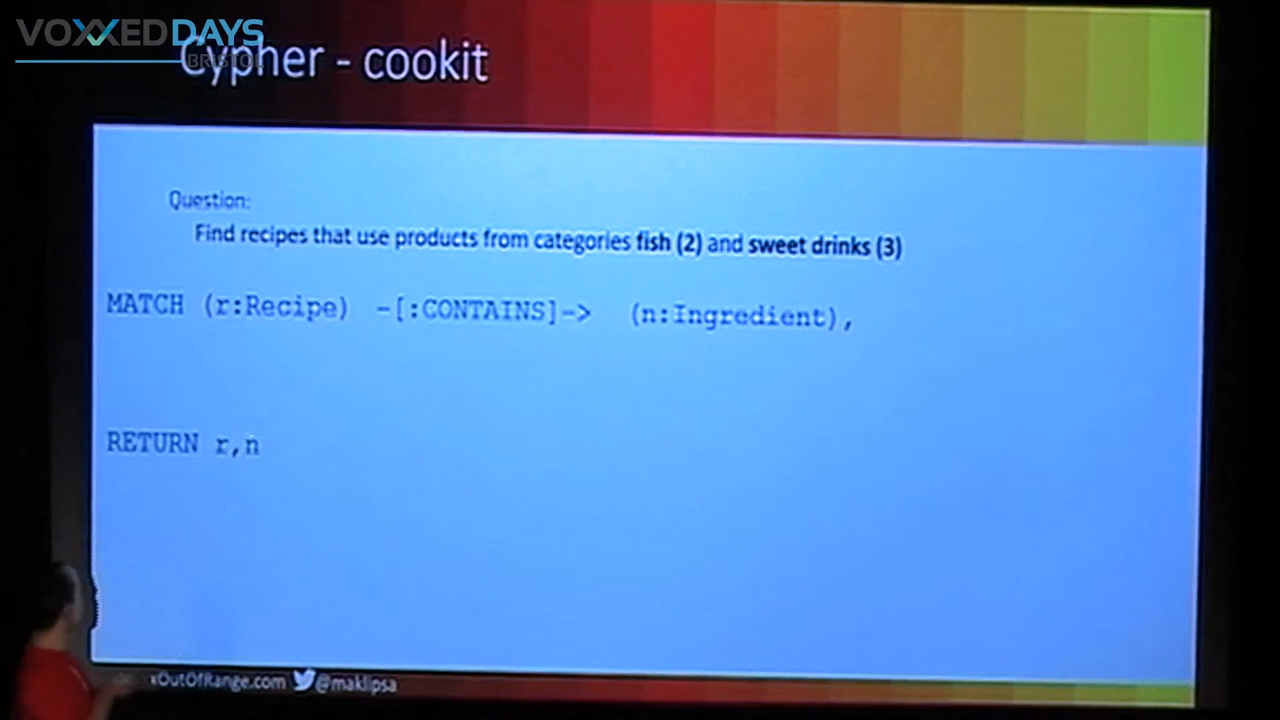 VOXXEDDAYS
BRISTOL
Cypher - cookit
Question:
Find recipes that use products from categories fish (2) and sweet drinks (3)
MATCH (r:Recipe) -[:CONTAINS]-> (n:Ingredient),
RETURN r,n
xOutOfRange.com @maklipsa